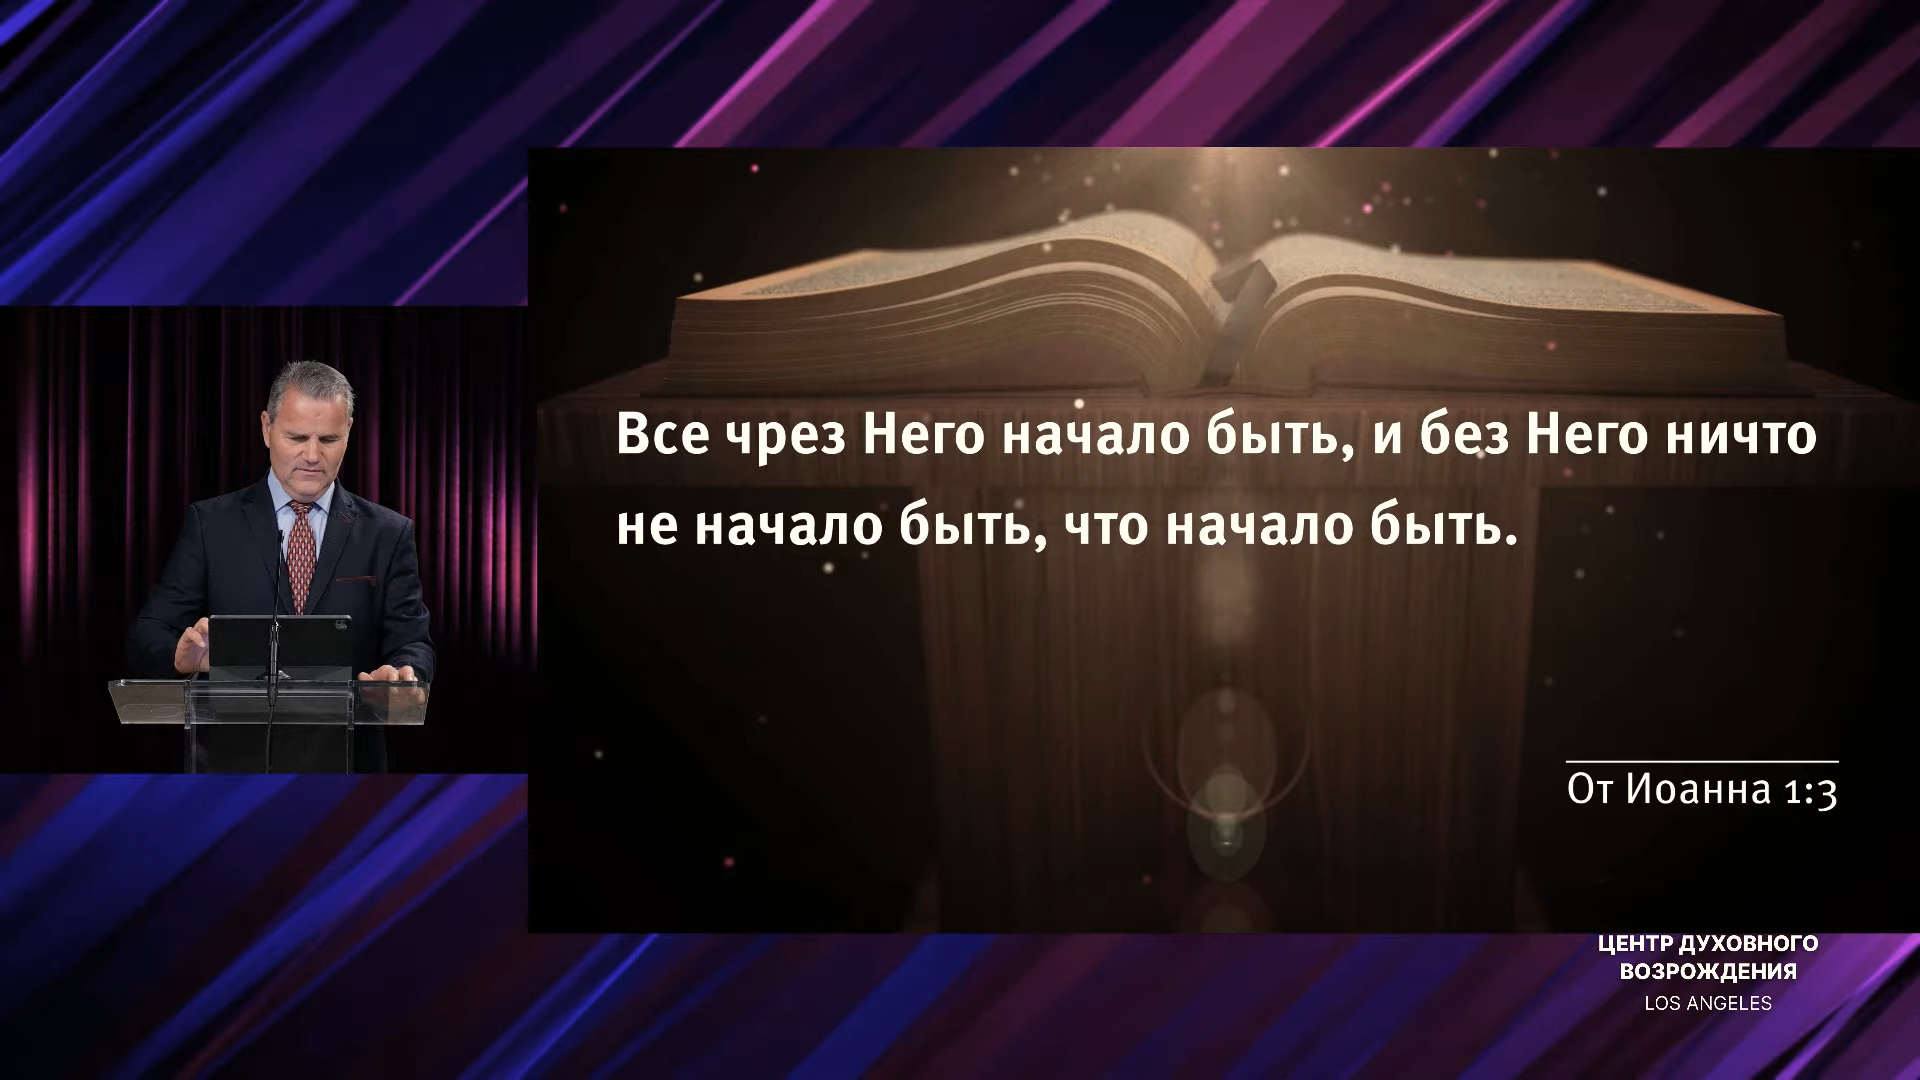 Все чрез Него начало быть, и без Него ничто
не начало быть, что начало быть.
От Иоанна 1:3
ЦЕНТР ДУХОВНОГО
ВОЗРОЖДЕНИЯ
LOS ANGELES